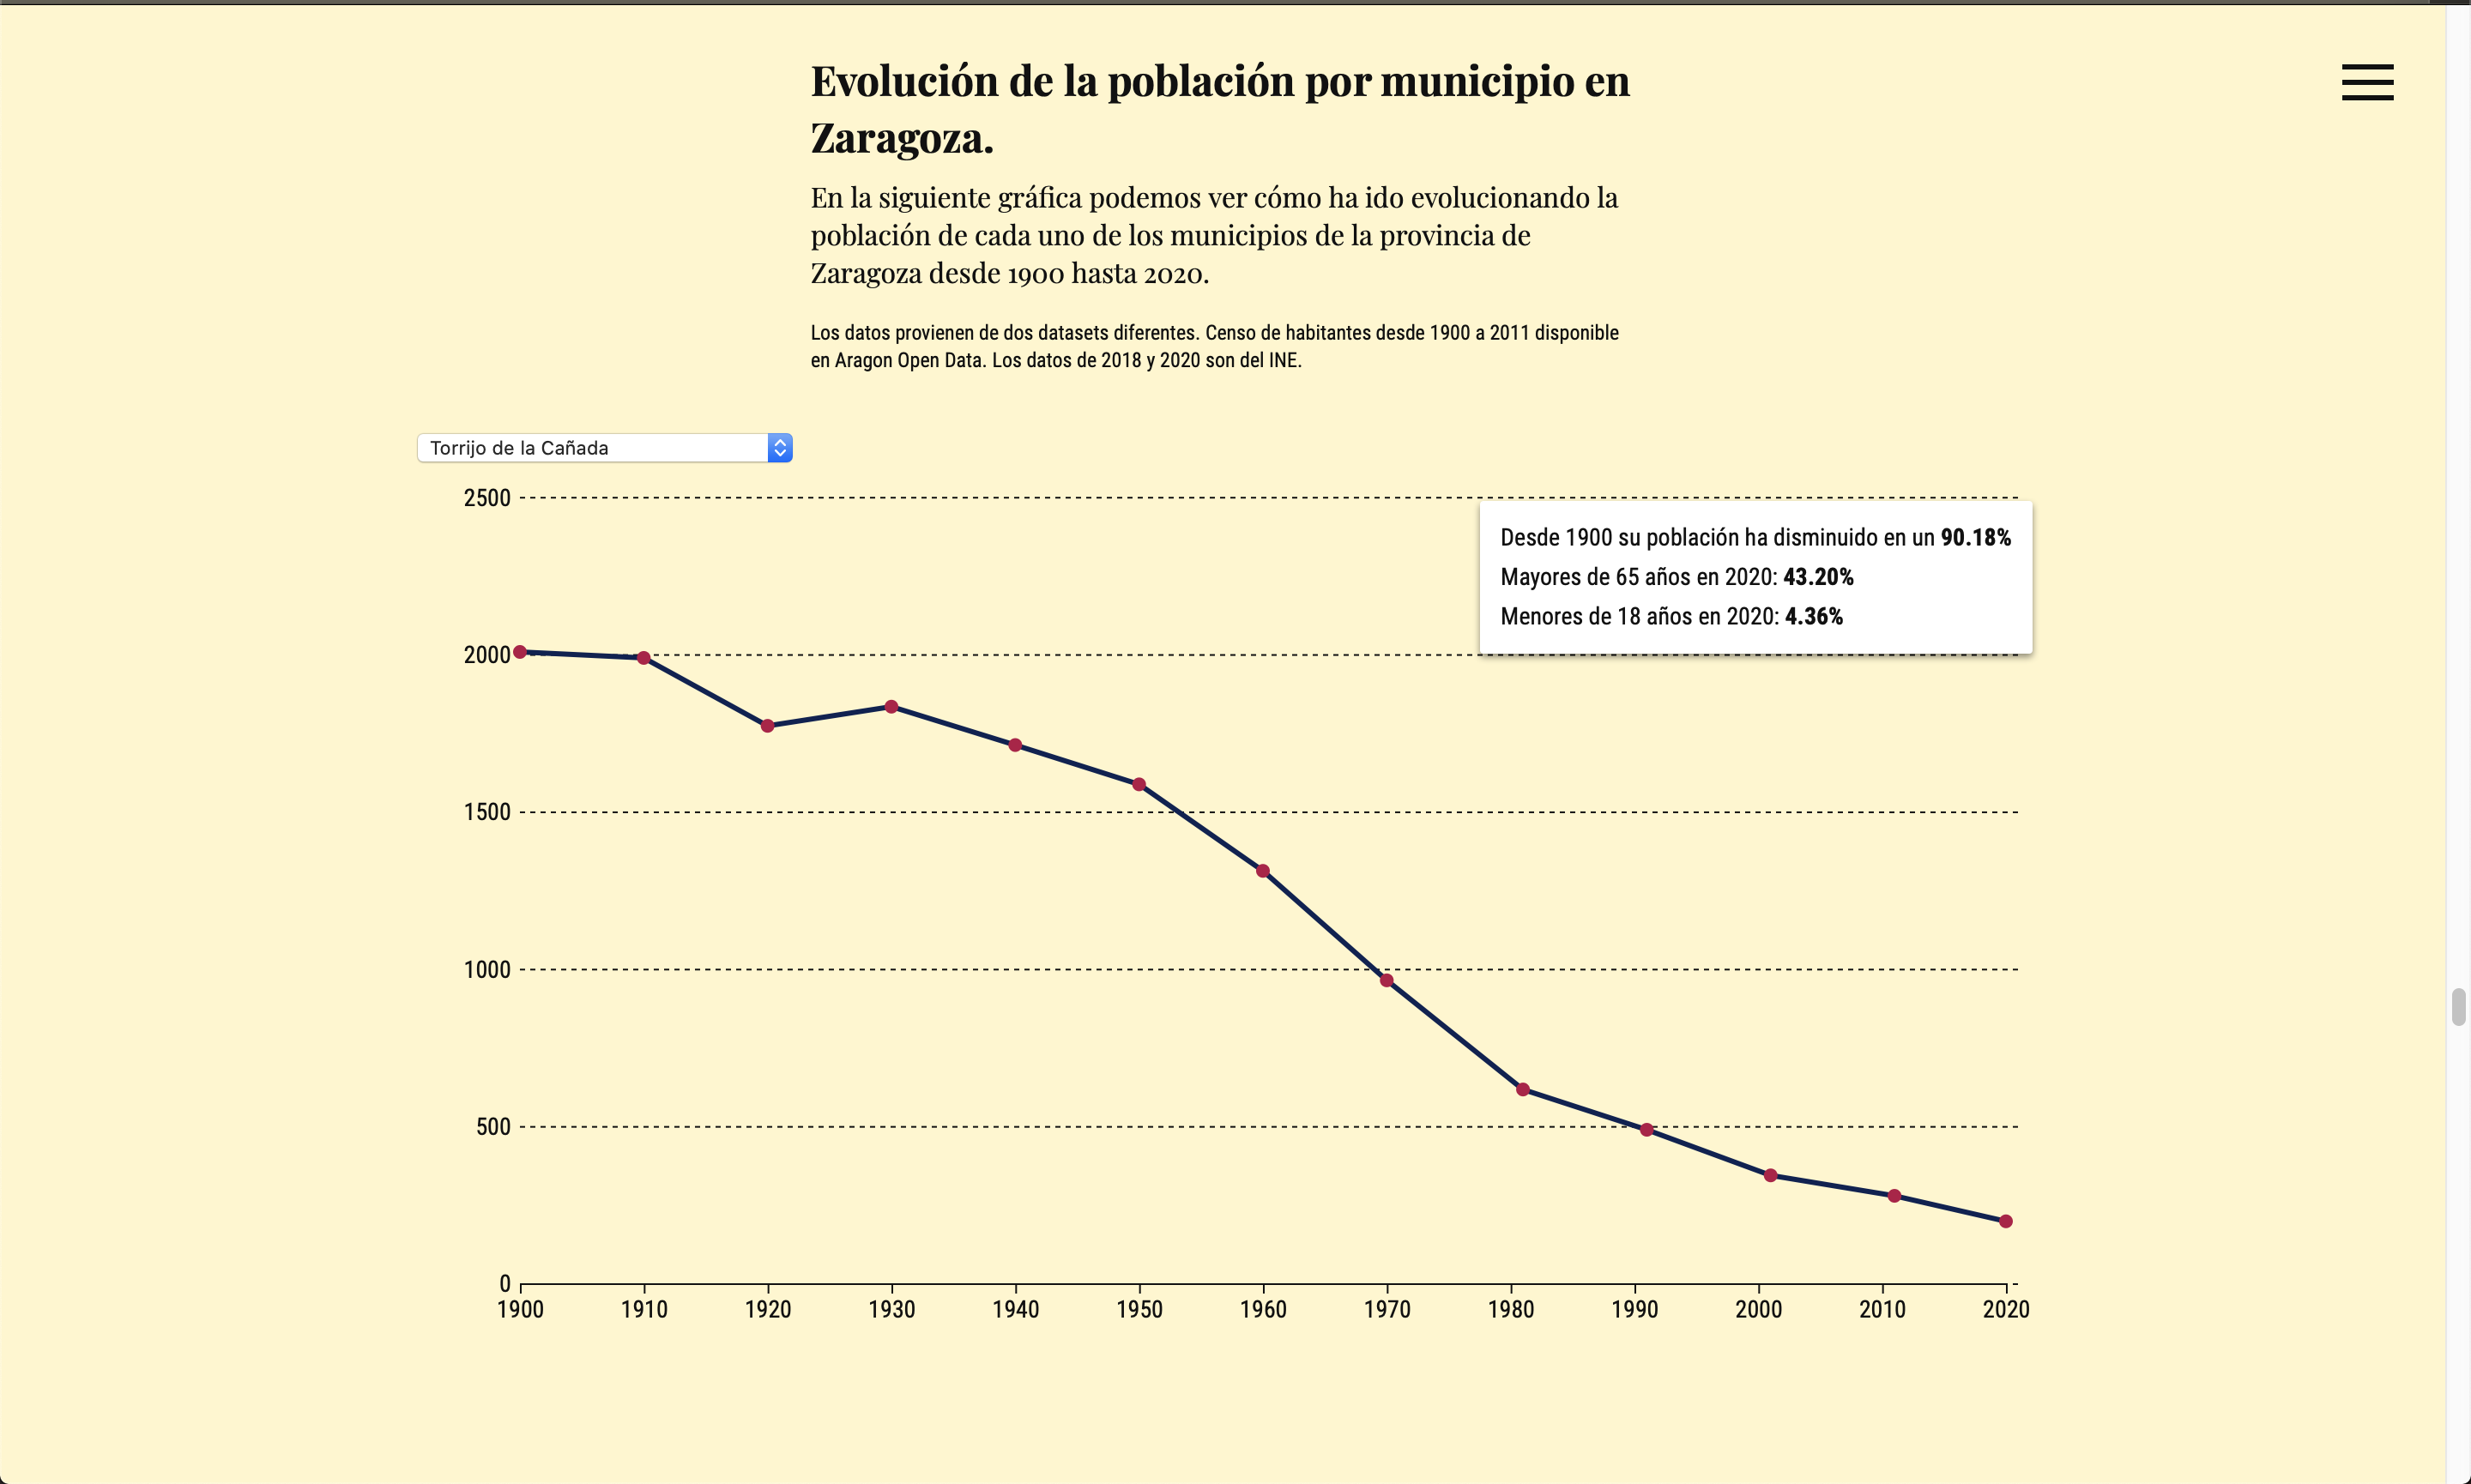 Evolución de la población por municipio en
Zaragoza.
En la siguiente gráfica podemos ver cómo ha ido evolucionando la
población de cada uno de los municipios de la provincia de
Zaragoza desde 1900 hasta 2020.
Los datos provienen de dos datasets diferentes. Censo de habitantes desde 1900 a 2011 disponible
en Aragon Open Data. Los datos de 2018 y 2020 son del INE.
Torrijo de la Cañada
2500
Desde 1900 su población ha disminuido en un 90.18%
Mayores de 65 años en 2020: 43.20%
Menores de 18 años en 2020: 4.36%
2000
1500
1000
500
0
1900 1910 1920 1930 1940 1950 1960 1970 1980 1990 2000 2010 2020